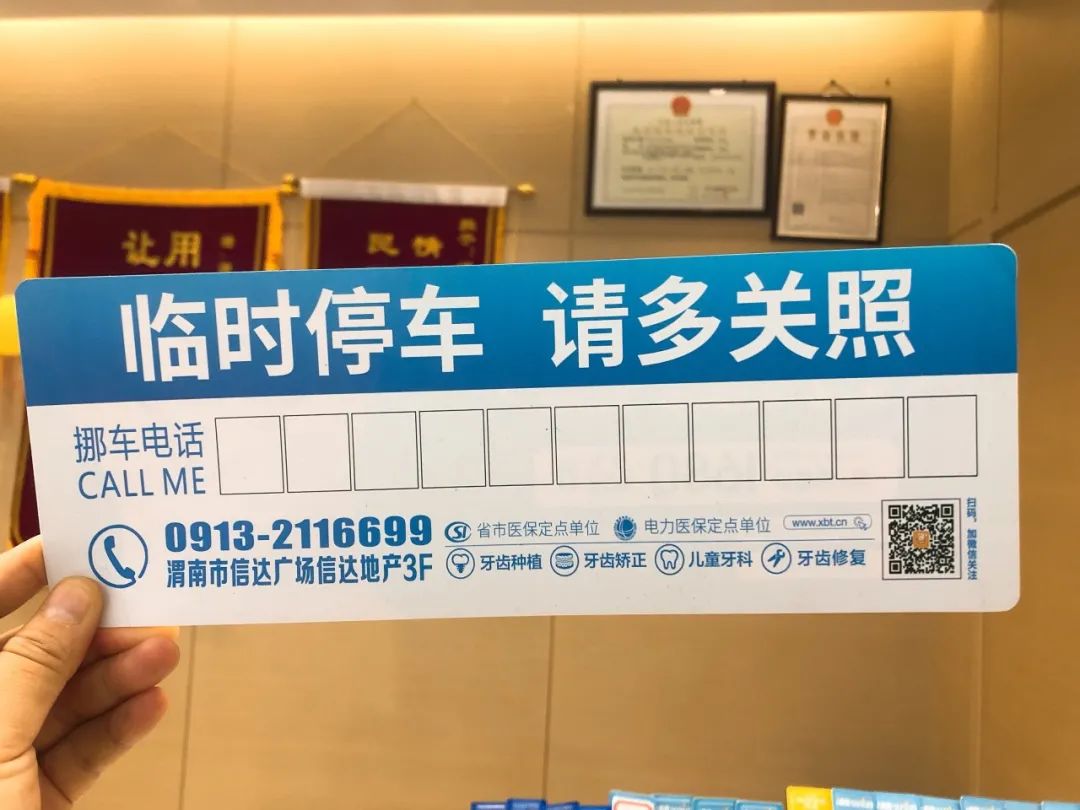 让用
民情
临时停车 请多关照
挪车电话
CALL ME
0913-2116699
渭南市信达广场信达地产3F
省市医保定点单位 电力医保定点单位 www.xbt.cn
牙齿种植 牙齿矫正 儿童牙科 牙齿修复
扫码，加微信关注